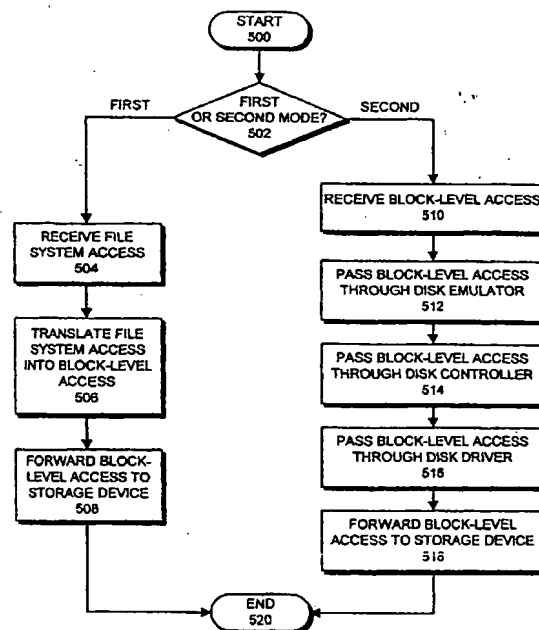 START
500
FIRST
OR SECOND MODE?
502
FIRST
SECOND
RECEIVE FILE
SYSTEM ACCESS
504
TRANSLATE FILE
SYSTEM ACCESS
INTO BLOCK-LEVEL
ACCESS
506
FORWARD BLOCK-
LEVEL ACCESS TO
STORAGE DEVICE
508
RECEIVE BLOCK-LEVEL ACCESS
510
PASS BLOCK-LEVEL ACCESS
THROUGH DISK EMULATOR
512
PASS BLOCK-LEVEL ACCESS
THROUGH DISK CONTROLLER
514
PASS BLOCK-LEVEL ACCESS
THROUGH DISK DRIVER
516
FORWARD BLOCK-LEVEL
ACCESS TO STORAGE DEVICE
518
END
520